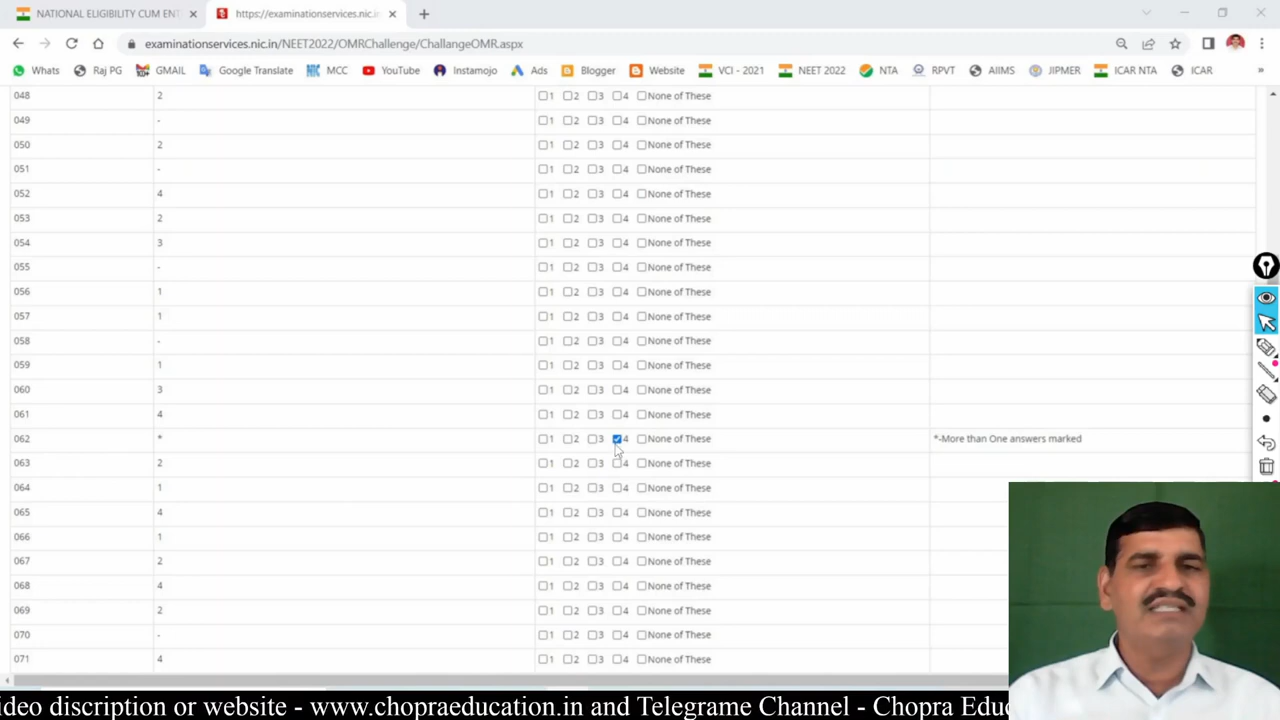 NATIONAL ELIGIBILITY CUM ENT
https://examinationservices.nic.in
examinationservices.nic.in/NEET2022/OMRChallenge/ChallangeOMR.aspx
Whats Raj PG GMAIL Google Translate MCC YouTube Instamojo Ads Blogger Website VCI - 2021 NEET 2022 NTA RPVT AIIMS JIPMER ICAR NTA ICAR »
048 2 1 2 3 4 None of These
049 - 1 2 3 4 None of These
050 2 1 2 3 4 None of These
051 - 1 2 3 4 None of These
052 4 1 2 3 4 None of These
053 2 1 2 3 4 None of These
054 3 1 2 3 4 None of These
055 - 1 2 3 4 None of These
056 1 1 2 3 4 None of These
057 1 1 2 3 4 None of These
058 - 1 2 3 4 None of These
059 1 1 2 3 4 None of These
060 3 1 2 3 4 None of These
061 4 1 2 3 4 None of These
062 * 1 2 3 4 None of These *-More than One answers marked
063 2 1 2 3 4 None of These
064 1 1 2 3 4 None of These
065 4 1 2 3 4 None of These
066 1 1 2 3 4 None of These
067 2 1 2 3 4 None of These
068 4 1 2 3 4 None of These
069 2 1 2 3 4 None of These
070 - 1 2 3 4 None of These
071 4 1 2 3 4 None of These
ideo discription or website - www.chopraeducation.in and Telegrame Channel - Chopra Educ